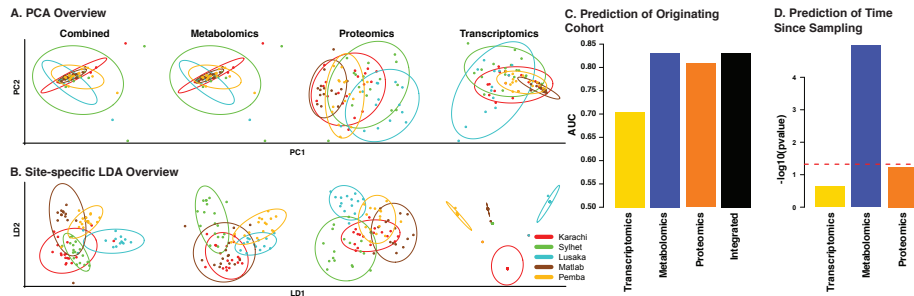 A. PCA Overview
Combined
Metabolomics
Proteomics
Transcriptomics
PC2
PC1
B. Site-specific LDA Overview
LD2
LD1
Karachi
Sylhet
Lusaka
Matlab
Pemba
C. Prediction of Originating
Cohort
AUC
0.85
0.80
0.75
0.70
0.65
0.60
0.55
0.50
Transcriptomics
Metabolomics
Proteomics
Integrated
D. Prediction of Time
Since Sampling
-log10(pvalue)
4
3
2
1
0
Transcriptomics
Metabolomics
Proteomics